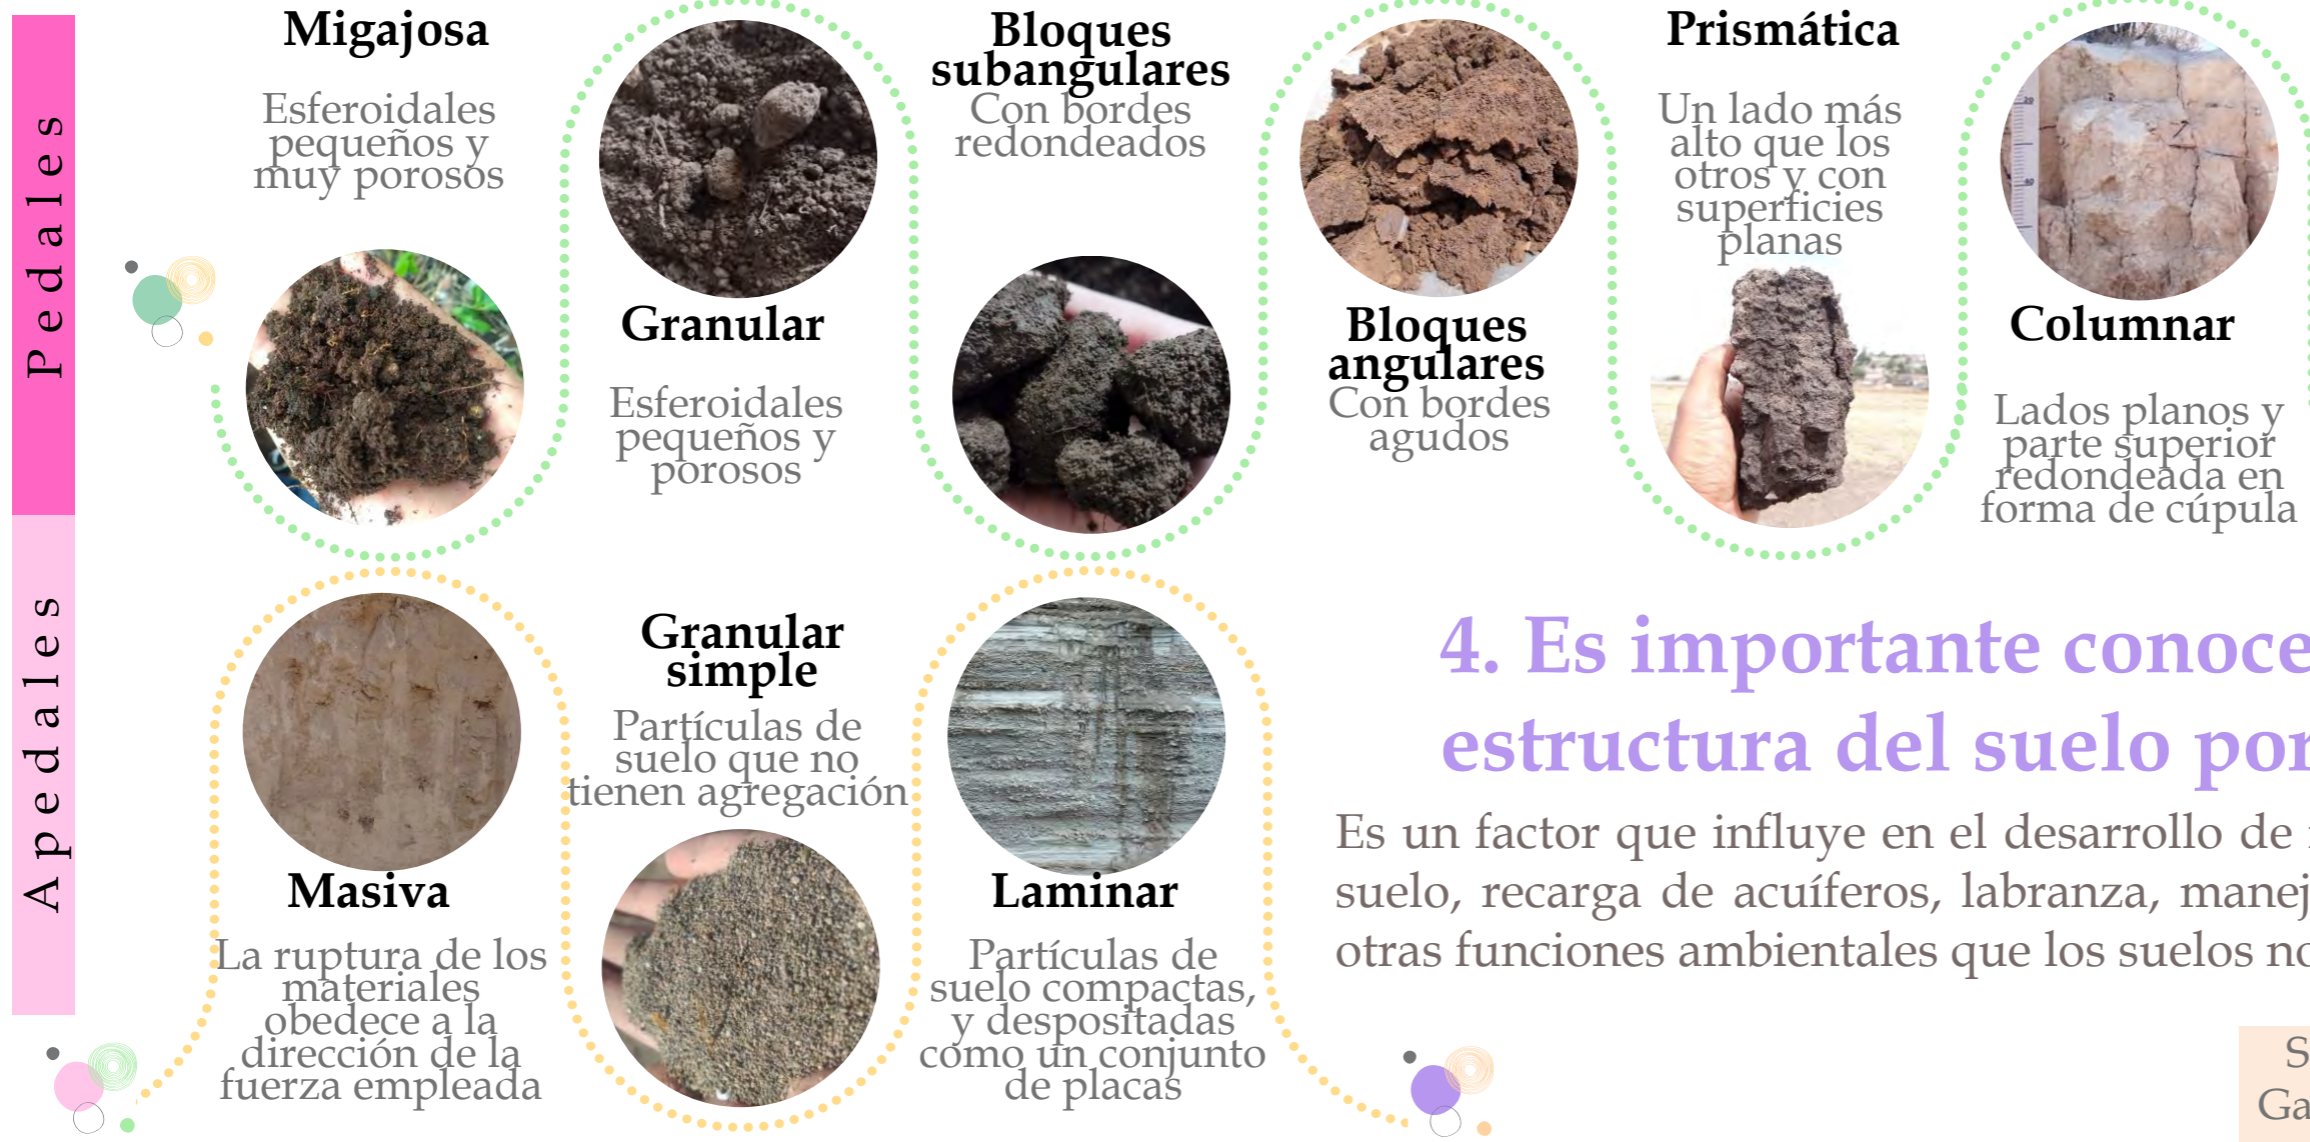 Pedales
Migajosa
Esferoidales
pequeños y
muy porosos
Granular
Esferoidales
pequeños y
porosos
Bloques
subangulares
Con bordes
redondeados
Bloques
angulares
Con bordes
agudos
Prismática
Un lado más
alto que los
otros y con
superficies
planas
Columnar
Lados planos y
parte superior
redondeada en
forma de cúpula
Apedales
Masiva
La ruptura de los
materiales
obedece a la
dirección de la
fuerza empleada
Granular
simple
Partículas de
suelo que no
tienen agregación
Laminar
Partículas de
suelo compactas,
y despositadas
como un conjunto
de placas
4. Es importante conoce
estructura del suelo por
Es un factor que influye en el desarrollo de
suelo, recarga de acuíferos, labranza, manej
otras funciones ambientales que los suelos no
S
Ga